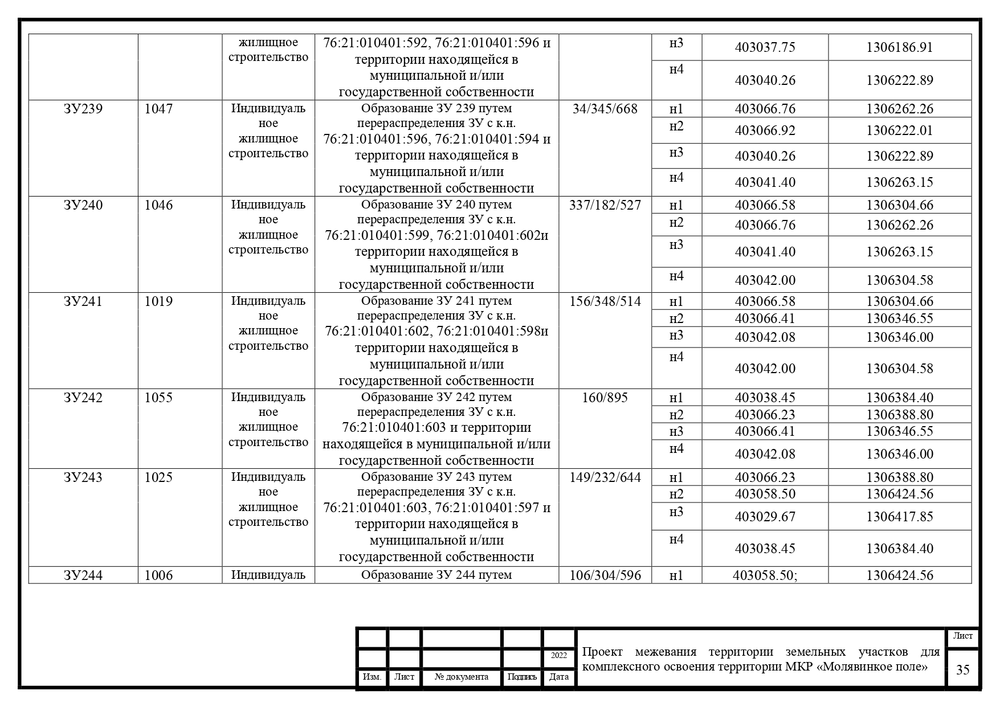 жилищное
строительство
76:21:010401:592, 76:21:010401:596 и
территории находящейся в
муниципальной и/или
государственной собственности
н3 403037.75 1306186.91
н4 403040.26 1306222.89
ЗУ239
1047
Индивидуаль
ное
жилищное
строительство
Образование ЗУ 239 путем
перераспределения ЗУ с к.н.
76:21:010401:596, 76:21:010401:594 и
территории находящейся в
муниципальной и/или
государственной собственности
34/345/668
н1 403066.76 1306262.26
н2 403066.92 1306222.01
н3 403040.26 1306222.89
н4 403041.40 1306263.15
ЗУ240
1046
Индивидуаль
ное
жилищное
строительство
Образование ЗУ 240 путем
перераспределения ЗУ с к.н.
76:21:010401:599, 76:21:010401:602и
территории находящейся в
муниципальной и/или
государственной собственности
337/182/527
н1 403066.58 1306304.66
н2 403066.76 1306262.26
н3 403041.40 1306263.15
н4 403042.00 1306304.58
ЗУ241
1019
Индивидуаль
ное
жилищное
строительство
Образование ЗУ 241 путем
перераспределения ЗУ с к.н.
76:21:010401:602, 76:21:010401:598и
территории находящейся в
муниципальной и/или
государственной собственности
156/348/514
н1 403066.58 1306304.66
н2 403066.41 1306346.55
н3 403042.08 1306346.00
н4 403042.00 1306304.58
ЗУ242
1055
Индивидуаль
ное
жилищное
строительство
Образование ЗУ 242 путем
перераспределения ЗУ с к.н.
76:21:010401:603 и территории
находящейся в муниципальной и/или
государственной собственности
160/895
н1 403038.45 1306384.40
н2 403066.23 1306388.80
н3 403066.41 1306346.55
н4 403042.08 1306346.00
ЗУ243
1025
Индивидуаль
ное
жилищное
строительство
Образование ЗУ 243 путем
перераспределения ЗУ с к.н.
76:21:010401:603, 76:21:010401:597 и
территории находящейся в
муниципальной и/или
государственной собственности
149/232/644
н1 403066.23 1306388.80
н2 403058.50 1306424.56
н3 403029.67 1306417.85
н4 403038.45 1306384.40
ЗУ244
1006
Индивидуаль
Образование ЗУ 244 путем
106/304/596
н1 403058.50; 1306424.56
2022
Изм. Лист № документа Подпись Дата
Проект межевания территории земельных участков для
комплексного освоения территории МКР «Молявинкое поле»
Лист
35